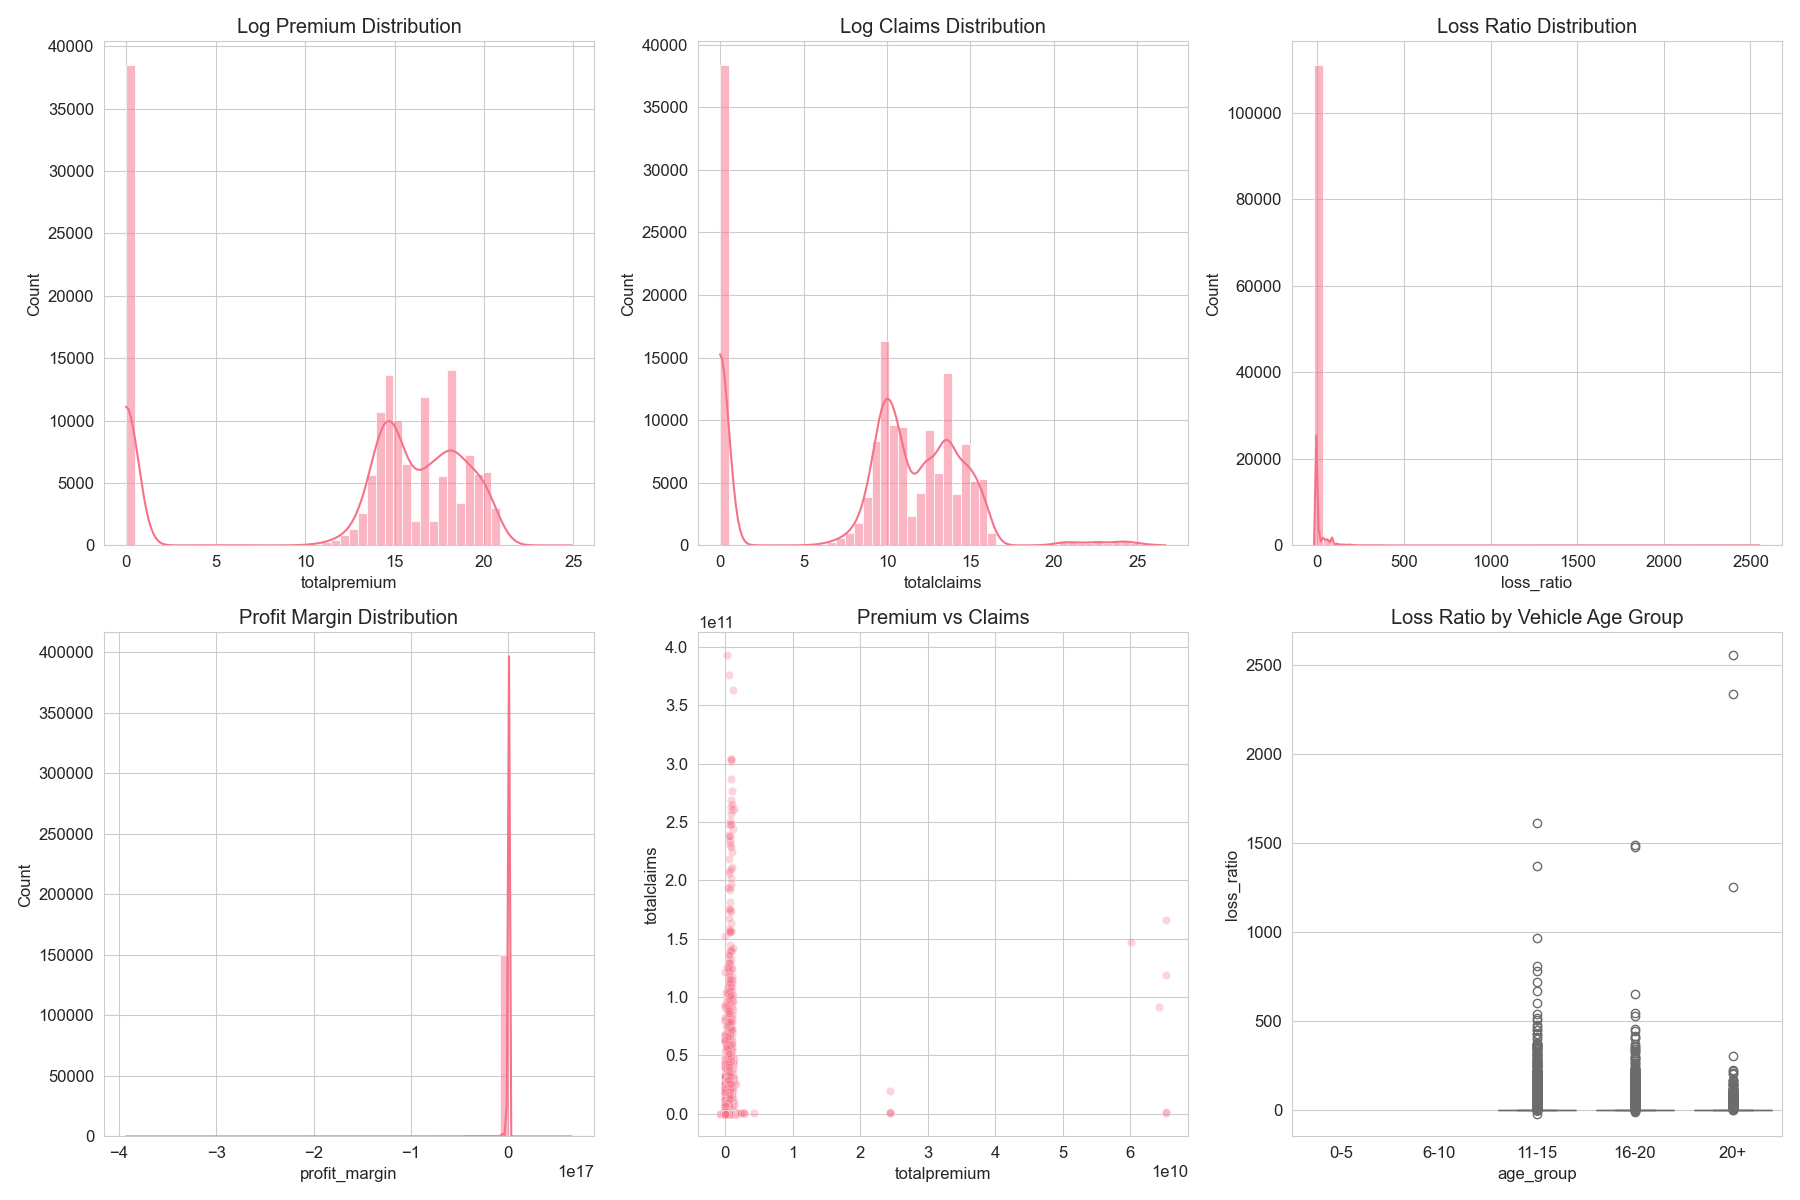 Log Premium Distribution
Count
40000
35000
30000
25000
20000
15000
10000
5000
0
0 5 10 15 20 25
totalpremium
Log Claims Distribution
Count
40000
35000
30000
25000
20000
15000
10000
5000
0
0 5 10 15 20 25
totalclaims
Loss Ratio Distribution
Count
100000
80000
60000
40000
20000
0
0 500 1000 1500 2000 2500
loss_ratio
Profit Margin Distribution
Count
400000
350000
300000
250000
200000
150000
100000
50000
0
−4 −3 −2 −1 0
profit_margin
1e17
Premium vs Claims
1e11
totalclaims
4.0
3.5
3.0
2.5
2.0
1.5
1.0
0.5
0.0
0 1 2 3 4 5 6
totalpremium
1e10
Loss Ratio by Vehicle Age Group
loss_ratio
2500
2000
1500
1000
500
0
0-5 6-10 11-15 16-20 20+
age_group